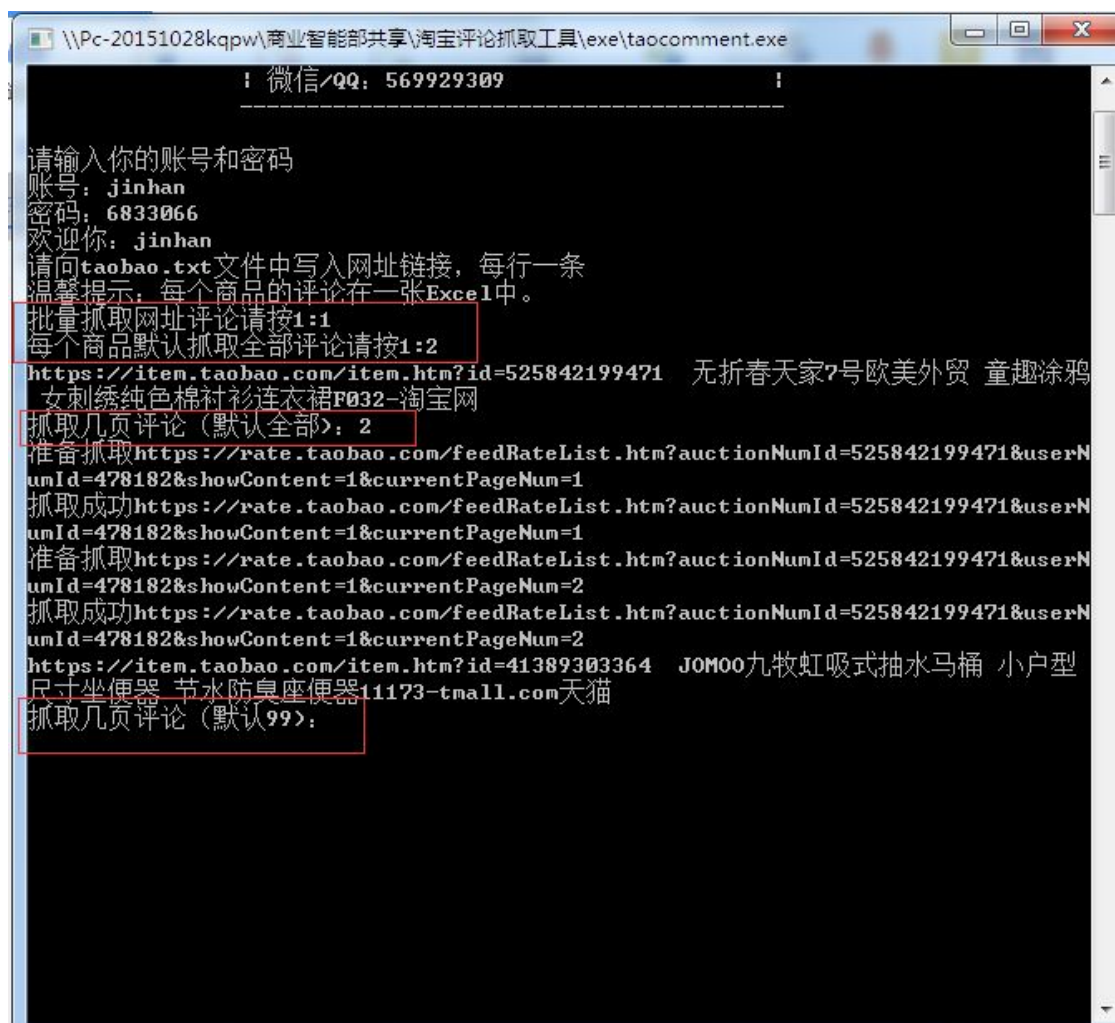 \\Pc-20151028kqpw\商业智能部共享\淘宝评论抓取工具\exe\taocomment.exe
| 微信/QQ: 569929309 |
-----------------------------------------
请输入你的账号和密码
账号: jinhan
密码: 6833066
欢迎你: jinhan
请向taobao.txt文件中写入网址链接, 每行一条
温馨提示: 每个商品的评论在一张Excel中。
批量抓取网址评论请按1:1
每个商品默认抓取全部评论请按1:2
https://item.taobao.com/item.htm?id=525842199471 无折春天家7号欧美外贸 童趣涂鸦
女刺绣纯色棉衬衫连衣裙F032-淘宝网
抓取几页评论（默认全部）: 2
准备抓取https://rate.taobao.com/feedRateList.htm?auctionNumId=525842199471&userN
umId=478182&showContent=1&currentPageNum=1
抓取成功https://rate.taobao.com/feedRateList.htm?auctionNumId=525842199471&userN
umId=478182&showContent=1&currentPageNum=1
准备抓取https://rate.taobao.com/feedRateList.htm?auctionNumId=525842199471&userN
umId=478182&showContent=1&currentPageNum=2
抓取成功https://rate.taobao.com/feedRateList.htm?auctionNumId=525842199471&userN
umId=478182&showContent=1&currentPageNum=2
https://item.taobao.com/item.htm?id=41389303364 JOMOO九牧虹吸式抽水马桶 小户型
尺寸坐便器 节水防臭座便器11173-tmall.com天猫
抓取几页评论（默认99）: